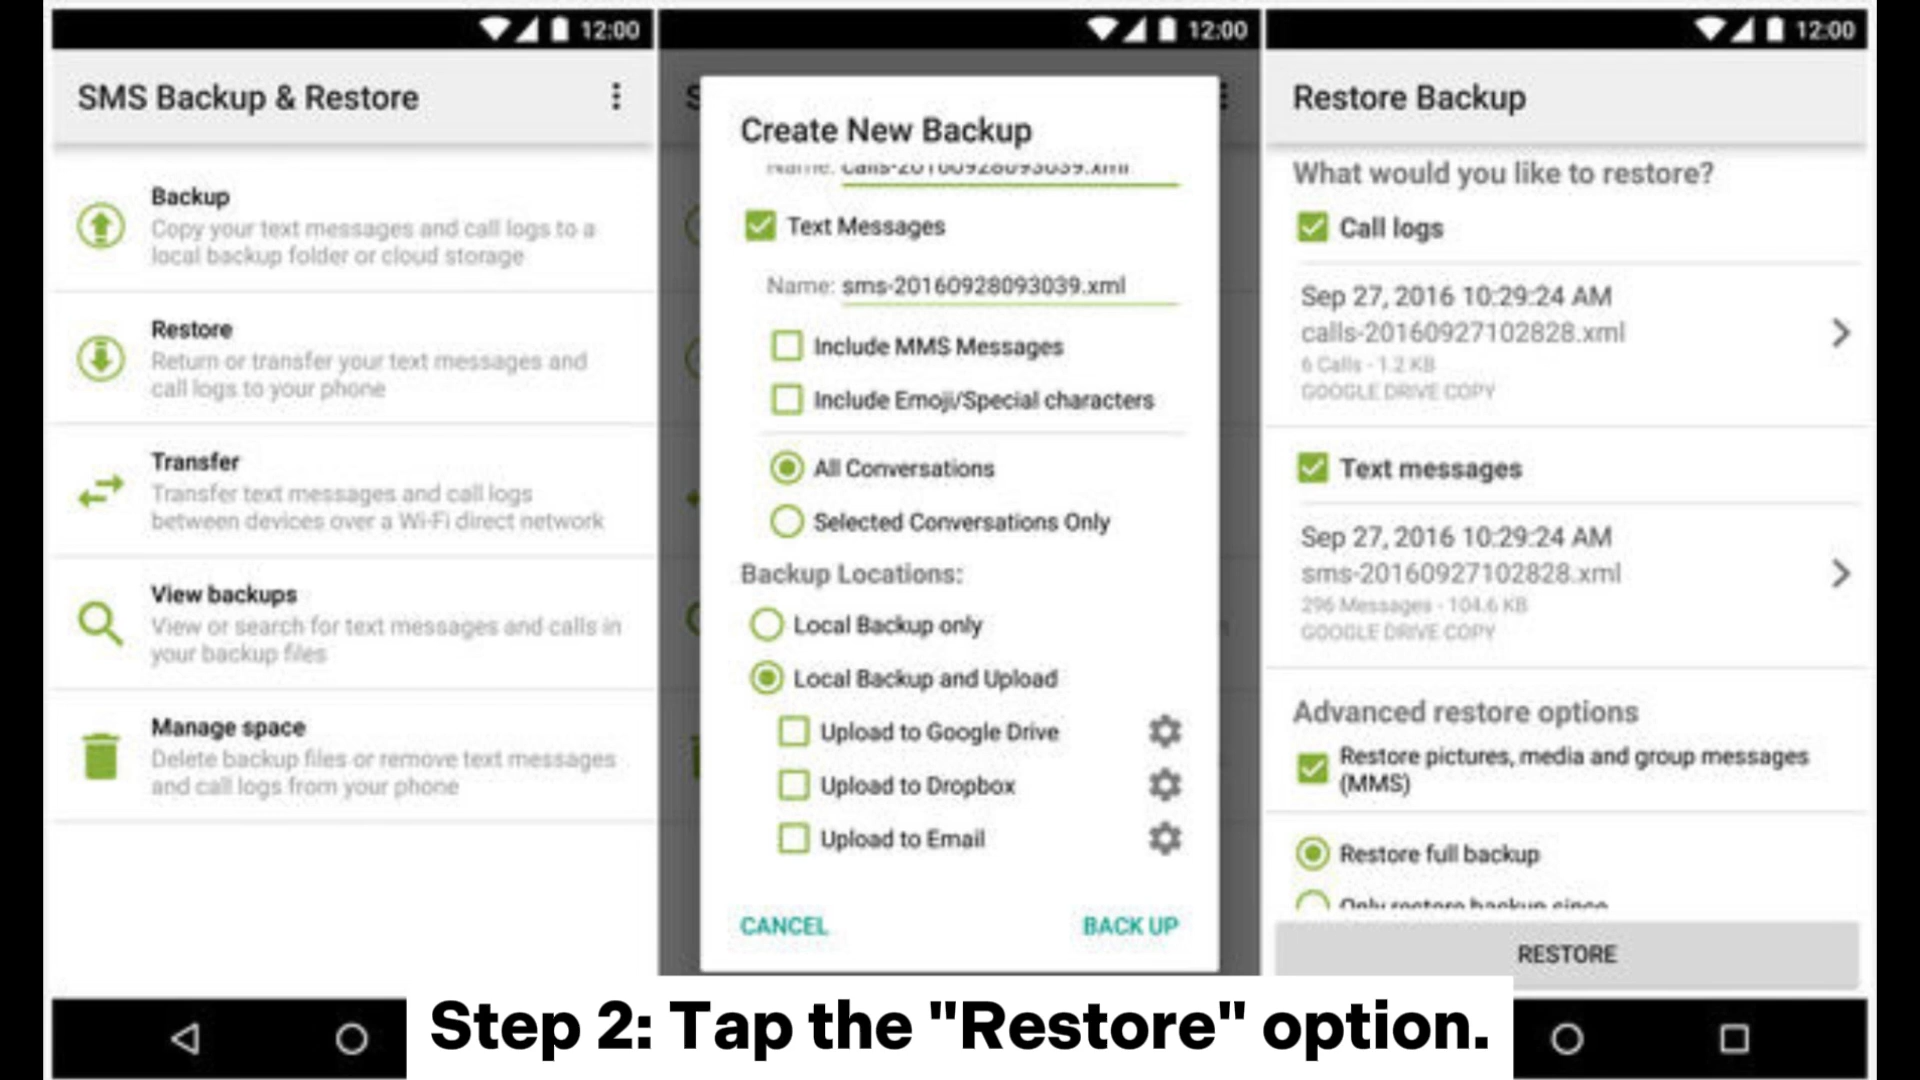 12:00
SMS Backup & Restore
Backup
Copy your text messages and call logs to a
local backup folder or cloud storage
Restore
Return or transfer your text messages and
call logs to your phone
Transfer
Transfer text messages and call logs
between devices over a Wi-Fi direct network
View backups
View or search for text messages and calls in
your backup files
Manage space
Delete backup files or remove text messages
and call logs from your phone
12:00
Create New Backup
Name: calls-20160928093039.xml
Text Messages
Name: sms-20160928093039.xml
Include MMS Messages
Include Emoji/Special characters
All Conversations
Selected Conversations Only
Backup Locations:
Local Backup only
Local Backup and Upload
Upload to Google Drive
Upload to Dropbox
Upload to Email
CANCEL
BACK UP
12:00
Restore Backup
What would you like to restore?
Call logs
Sep 27, 2016 10:29:24 AM
calls-20160927102828.xml
6 Calls - 1.2 KB
GOOGLE DRIVE COPY
Text messages
Sep 27, 2016 10:29:24 AM
sms-20160927102828.xml
296 Messages - 104.6 KB
GOOGLE DRIVE COPY
Advanced restore options
Restore pictures, media and group messages
(MMS)
Restore full backup
Only restore backup since
RESTORE
Step 2: Tap the "Restore" option.